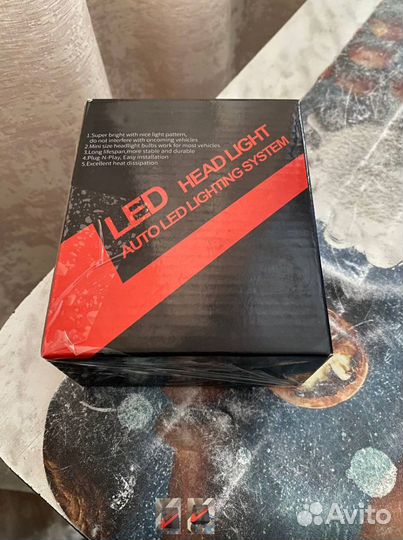 1.Super bright with nice light pattern,
do not interfere with oncoming vehicles
2.Mini size headlight bulbs work for most vehicles
3.Long lifespan,more stable and durable
4.Plug-N-Play, Easy installation
5.Excellent heat dissipation
LED HEAD LIGHT
AUTO LED LIGHTING SYSTEM
Avito